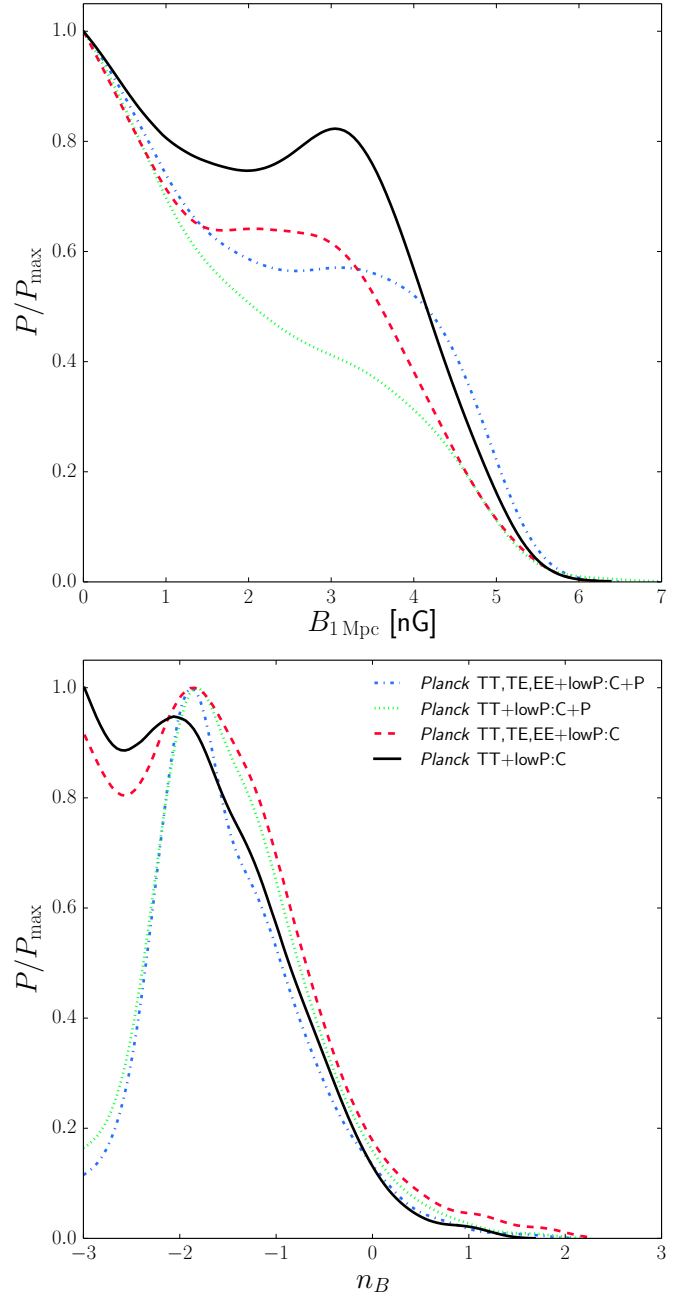 1.0
0.8
0.6
0.4
0.2
0.0
P/P_max
0 1 2 3 4 5 6 7
B_1 Mpc [nG]
Planck TT,TE,EE+lowP:C+P
Planck TT+lowP:C+P
Planck TT,TE,EE+lowP:C
Planck TT+lowP:C
1.0
0.8
0.6
0.4
0.2
0.0
P/P_max
−3 −2 −1 0 1 2 3
n_B